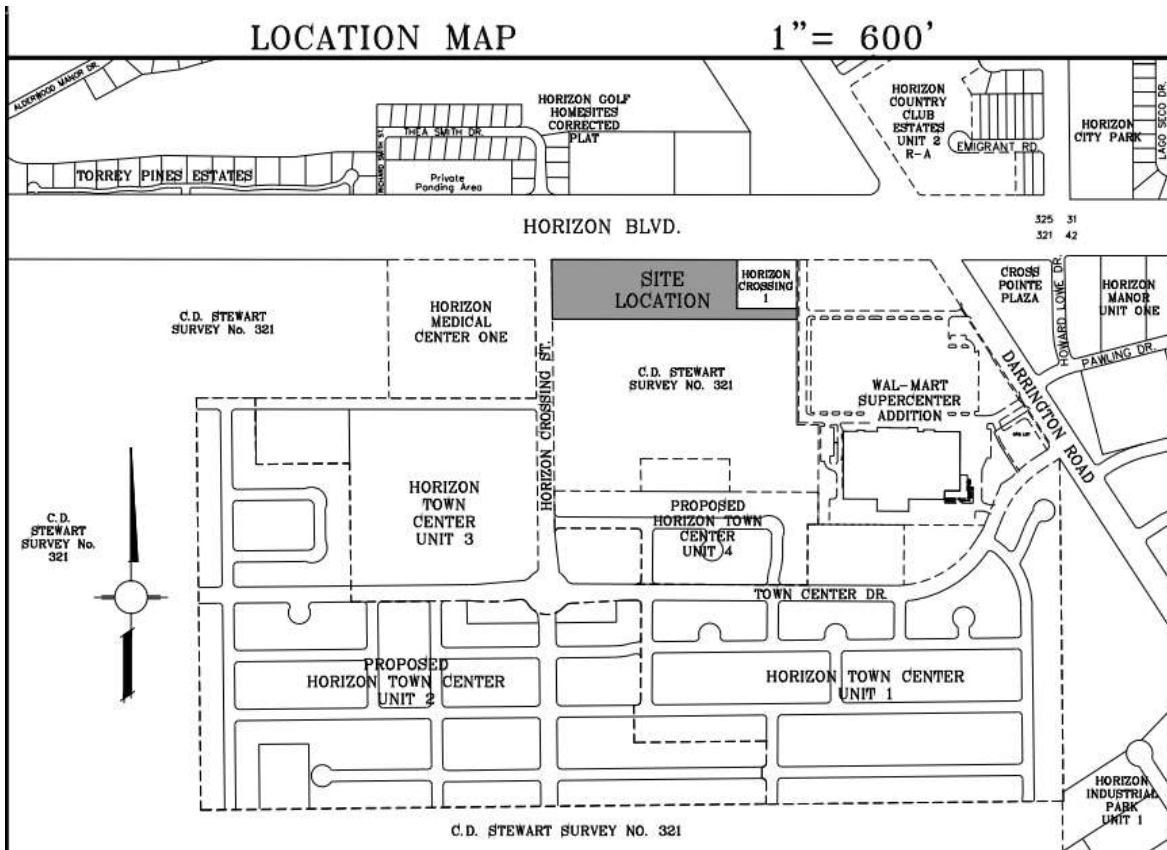 LOCATION MAP 1"= 600'
ALDERWOOD MANOR DR.
TORREY PINES ESTATES
RICHARD SMITH ST.
THEA SMITH DR.
Private
Ponding Area
HORIZON GOLF
HOMESITES
CORRECTED
PLAT
HORIZON
COUNTRY
CLUB
ESTATES
UNIT 2
R-A
EMIGRANT RD.
HORIZON
CITY PARK
LAGO SECO DR.
HORIZON BLVD.
325 31
321 42
C.D. STEWART
SURVEY No. 321
HORIZON
MEDICAL
CENTER ONE
SITE
LOCATION
HORIZON
CROSSING
1
CROSS
POINTE
PLAZA
HOWARD LOWE DR.
HORIZON
MANOR
UNIT ONE
PAWLING DR.
DARRINGTON ROAD
HORIZON CROSSING ST.
C.D. STEWART
SURVEY NO. 321
WAL-MART
SUPERCENTER
ADDITION
C.D.
STEWART
SURVEY No.
321
HORIZON
TOWN
CENTER
UNIT 3
PROPOSED
HORIZON TOWN
CENTER
UNIT 4
TOWN CENTER DR.
PROPOSED
HORIZON TOWN CENTER
UNIT 2
HORIZON TOWN CENTER
UNIT 1
HORIZON
INDUSTRIAL
PARK
UNIT 1
C.D. STEWART SURVEY NO. 321